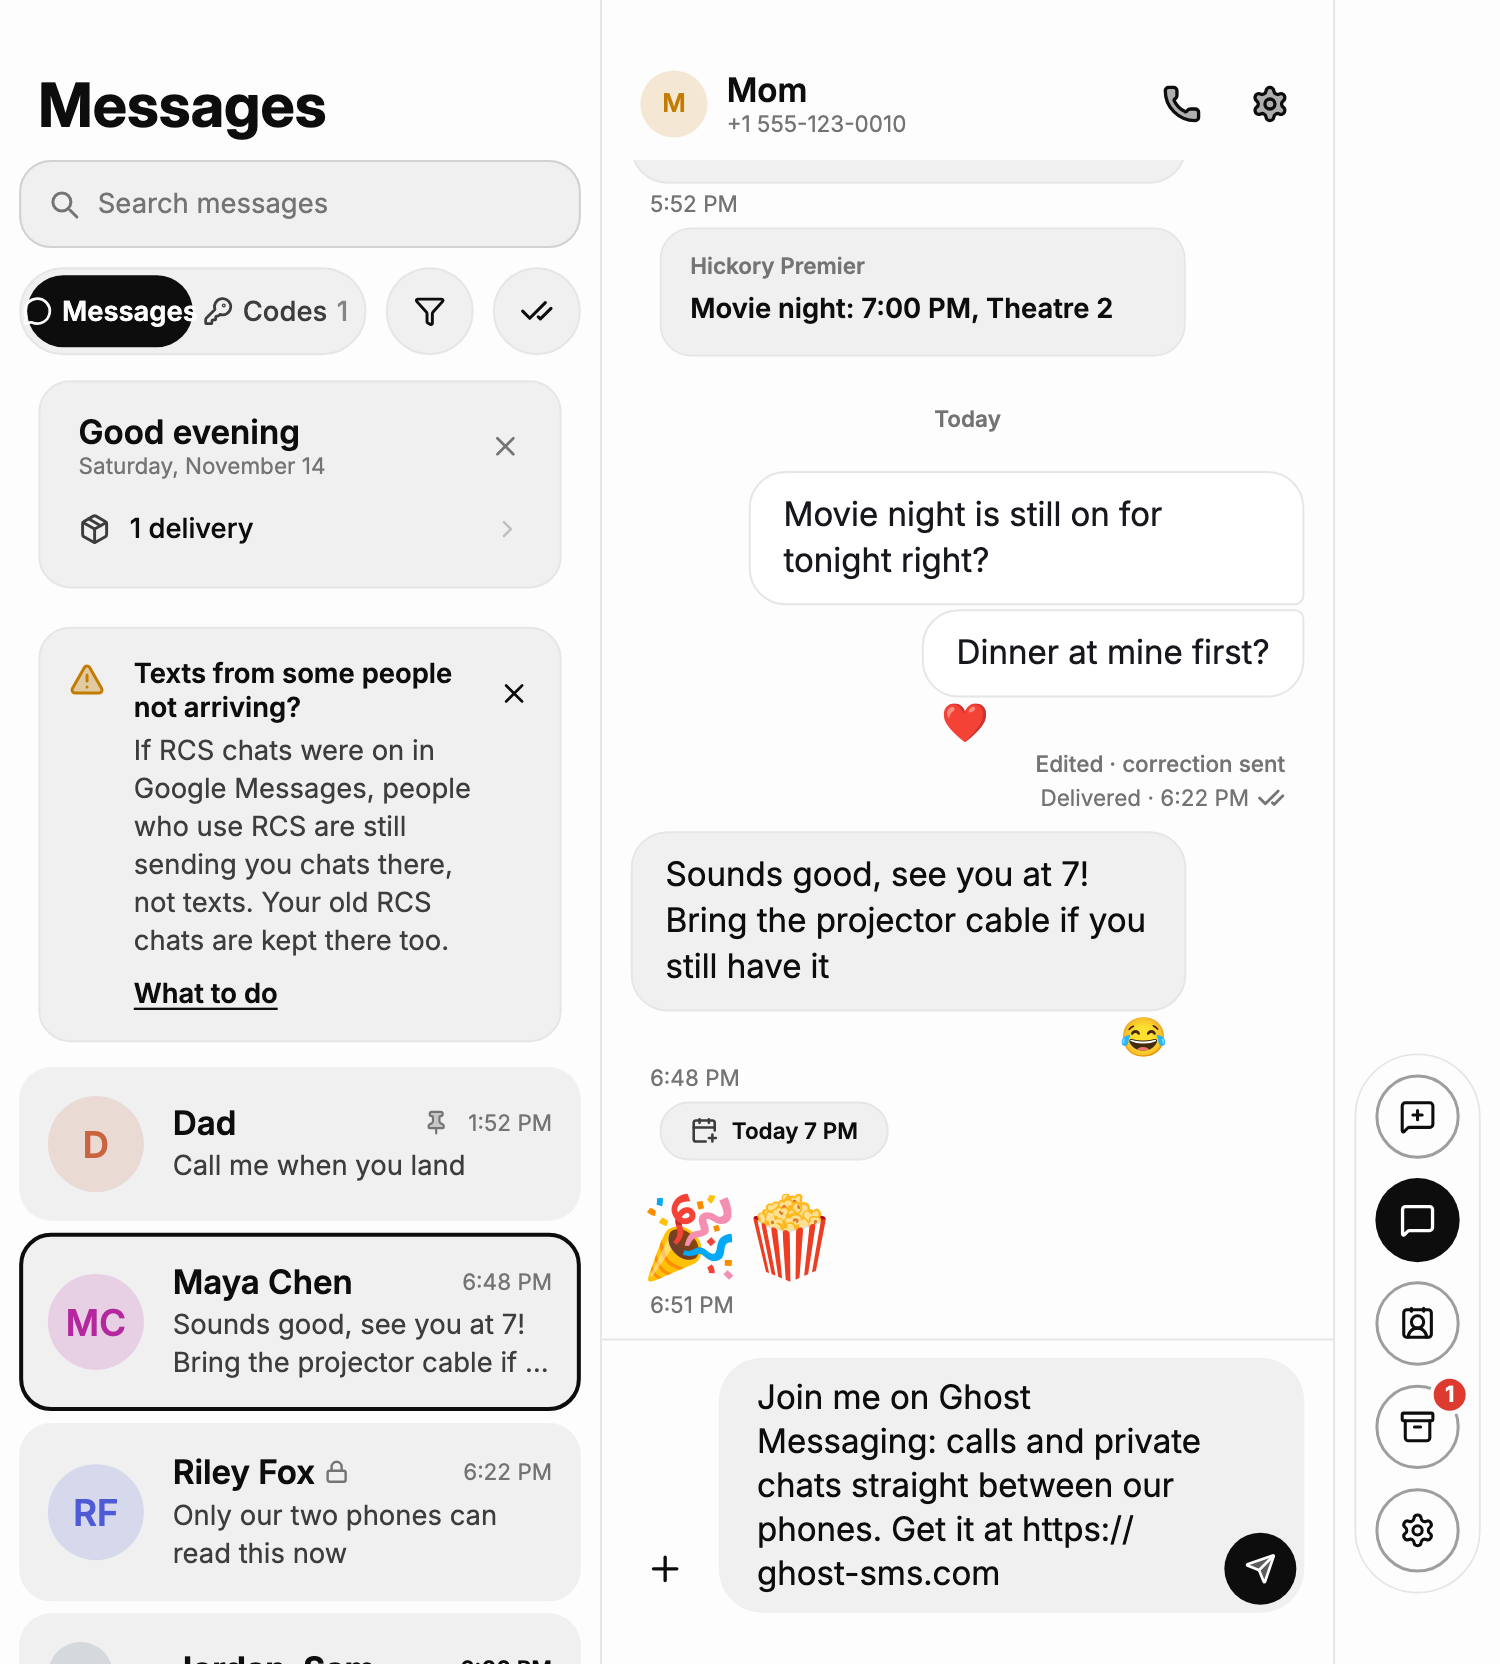 Messages
Search messages
Messages
Codes 1
Good evening
Saturday, November 14
1 delivery
Texts from some people
not arriving?
If RCS chats were on in
Google Messages, people
who use RCS are still
sending you chats there,
not texts. Your old RCS
chats are kept there too.
What to do
D
Dad
1:52 PM
Call me when you land
MC
Maya Chen
6:48 PM
Sounds good, see you at 7!
Bring the projector cable if ...
RF
Riley Fox
6:22 PM
Only our two phones can
read this now
M
Mom
+1 555-123-0010
5:52 PM
Hickory Premier
Movie night: 7:00 PM, Theatre 2
Today
Movie night is still on for
tonight right?
Dinner at mine first?
Edited · correction sent
Delivered · 6:22 PM
Sounds good, see you at 7!
Bring the projector cable if you
still have it
6:48 PM
Today 7 PM
6:51 PM
Join me on Ghost
Messaging: calls and private
chats straight between our
phones. Get it at https://
ghost-sms.com
1